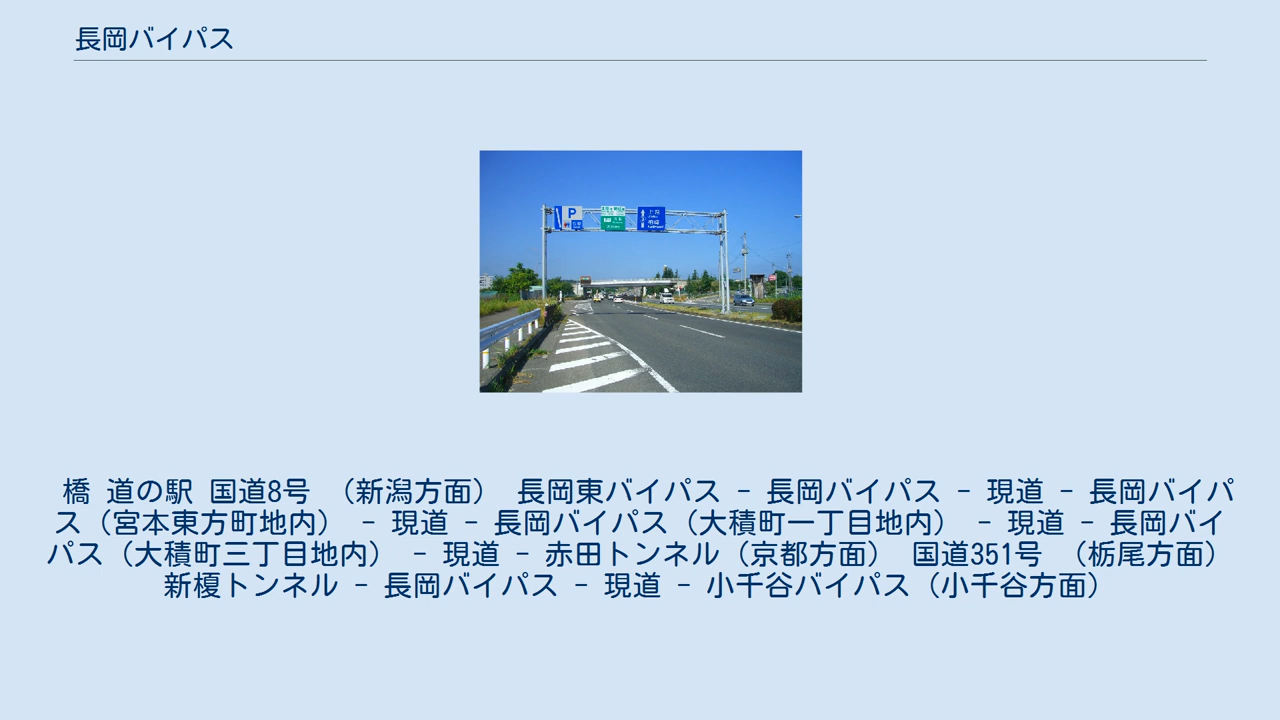 長岡バイパス
P
橋 道の駅 国道8号 （新潟方面） 長岡東バイパス - 長岡バイパス - 現道 - 長岡バイパ
ス（宮本東方町地内） - 現道 - 長岡バイパス（大積町一丁目地内） - 現道 - 長岡バイ
パス（大積町三丁目地内） - 現道 - 赤田トンネル（京都方面） 国道351号 （栃尾方面）
新榎トンネル - 長岡バイパス - 現道 - 小千谷バイパス（小千谷方面）